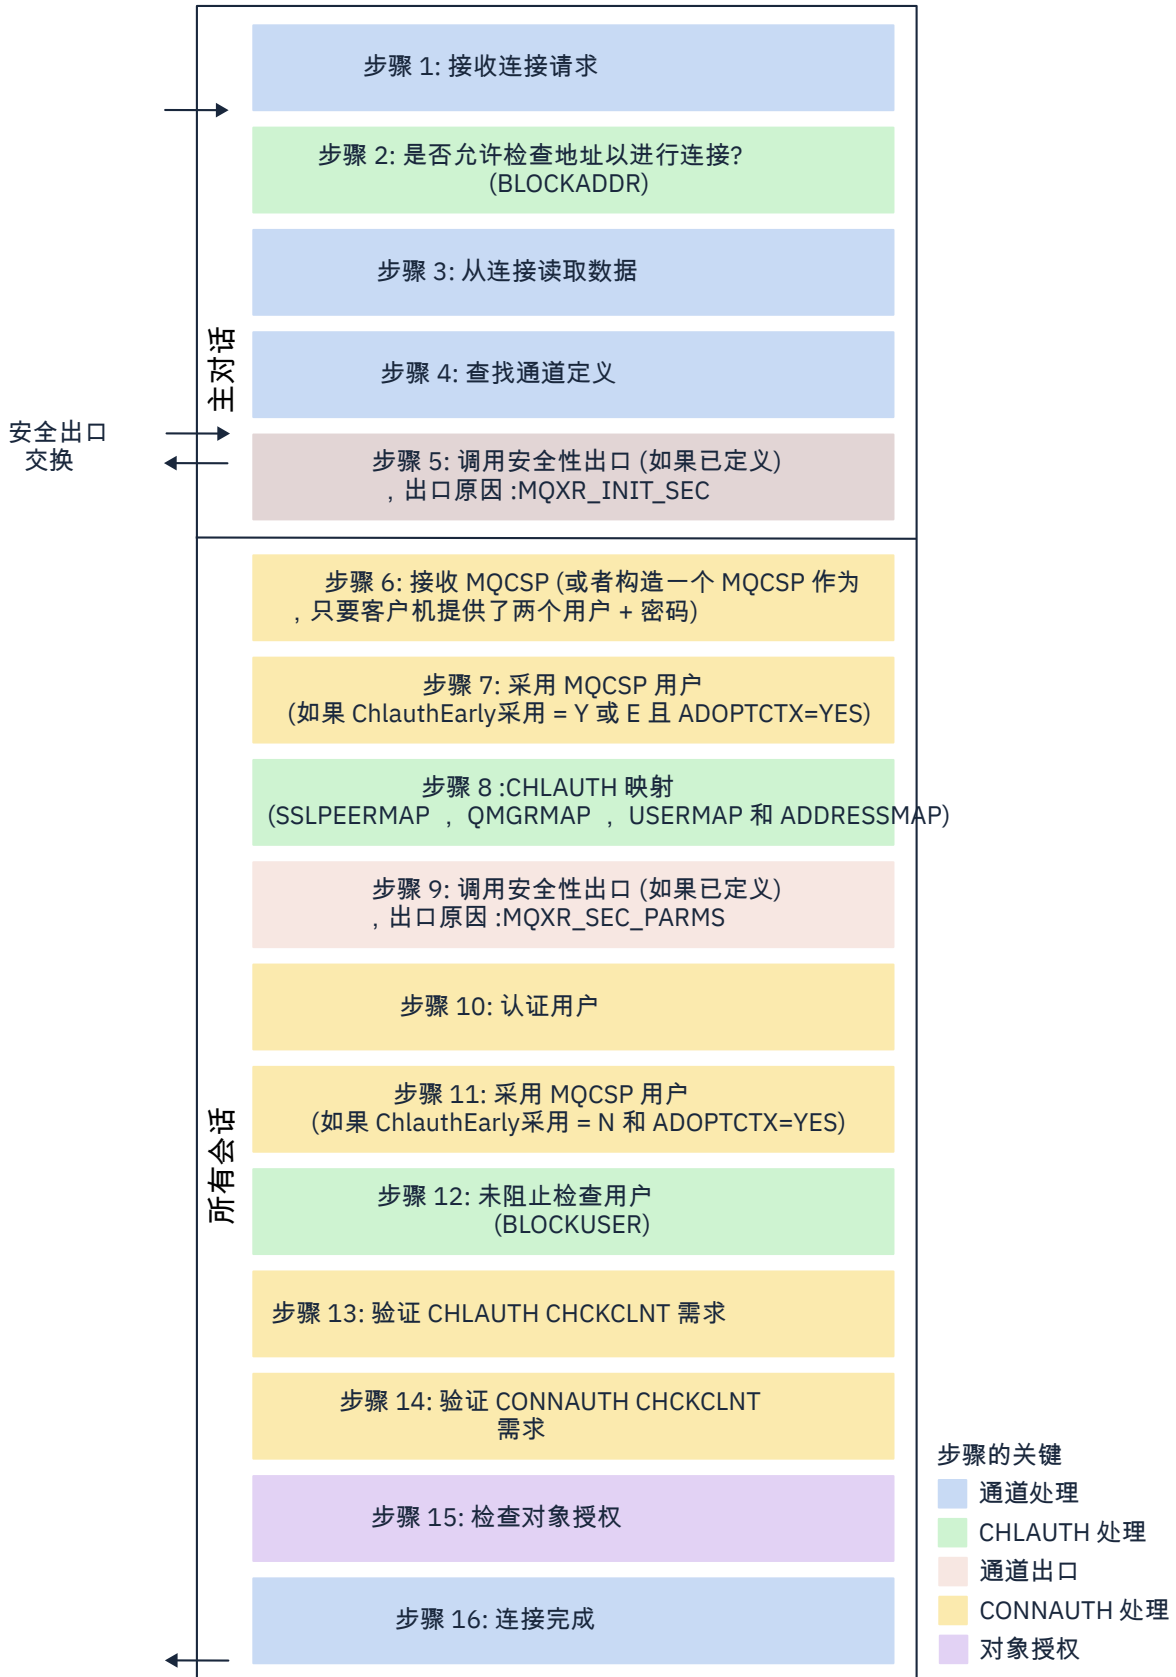 步骤 1: 接收连接请求
步骤 2: 是否允许检查地址以进行连接?
(BLOCKADDR)
步骤 3: 从连接读取数据
主对话
步骤 4: 查找通道定义
安全出口
交换
步骤 5: 调用安全性出口 (如果已定义)
, 出口原因 :MQXR_INIT_SEC
步骤 6: 接收 MQCSP (或者构造一个 MQCSP 作为
, 只要客户机提供了两个用户 + 密码)
步骤 7: 采用 MQCSP 用户
(如果 ChlauthEarly采用 = Y 或 E 且 ADOPTCTX=YES)
步骤 8 :CHLAUTH 映射
(SSLPEERMAP , QMGRMAP , USERMAP 和 ADDRESSMAP)
步骤 9: 调用安全性出口 (如果已定义)
, 出口原因 :MQXR_SEC_PARMS
步骤 10: 认证用户
步骤 11: 采用 MQCSP 用户
(如果 ChlauthEarly采用 = N 和 ADOPTCTX=YES)
所有会话
步骤 12: 未阻止检查用户
(BLOCKUSER)
步骤 13: 验证 CHLAUTH CHCKCLNT 需求
步骤 14: 验证 CONNAUTH CHCKCLNT
需求
步骤 15: 检查对象授权
步骤 16: 连接完成
步骤的关键
通道处理
CHLAUTH 处理
通道出口
CONNAUTH 处理
对象授权